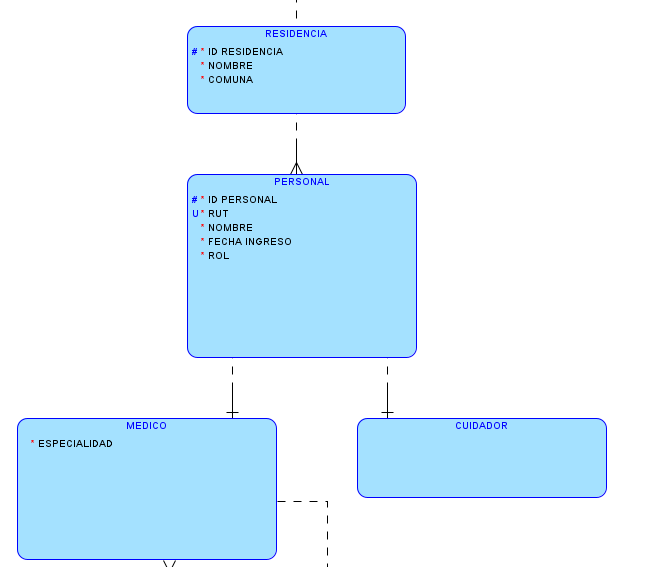 RESIDENCIA
# * ID RESIDENCIA
* NOMBRE
* COMUNA
PERSONAL
# * ID PERSONAL
U * RUT
* NOMBRE
* FECHA INGRESO
* ROL
MEDICO
* ESPECIALIDAD
CUIDADOR